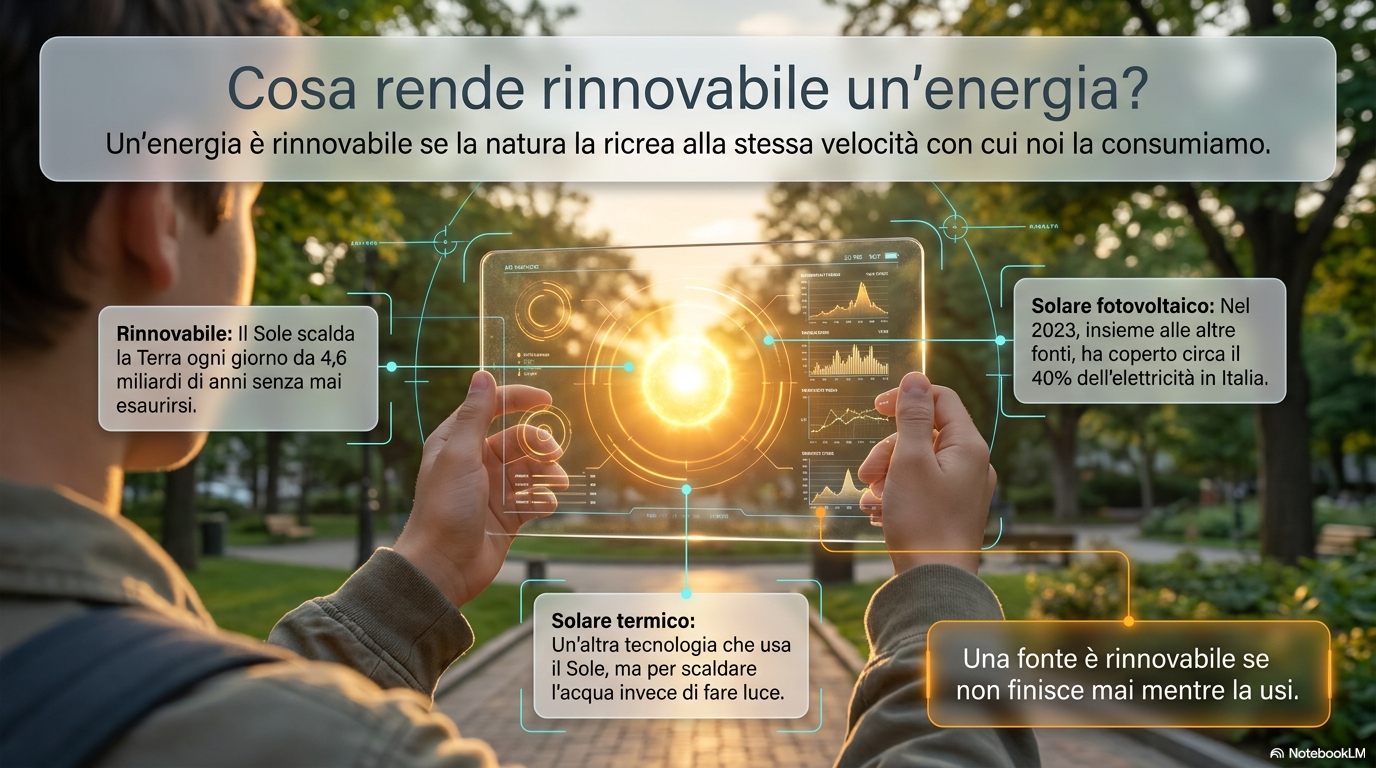 Cosa rende rinnovabile un'energia?
Un'energia è rinnovabile se la natura la ricrea alla stessa velocità con cui noi la consumiamo.
Rinnovabile: Il Sole scalda
la Terra ogni giorno da 4,6
miliardi di anni senza mai
esaurirsi.
Solare fotovoltaico: Nel
2023, insieme alle altre
fonti, ha coperto circa il
40% dell'elettricità in Italia.
Solare termico:
Un'altra tecnologia che usa
il Sole, ma per scaldare
l'acqua invece di fare luce.
Una fonte è rinnovabile se
non finisce mai mentre la usi.
NotebookLM